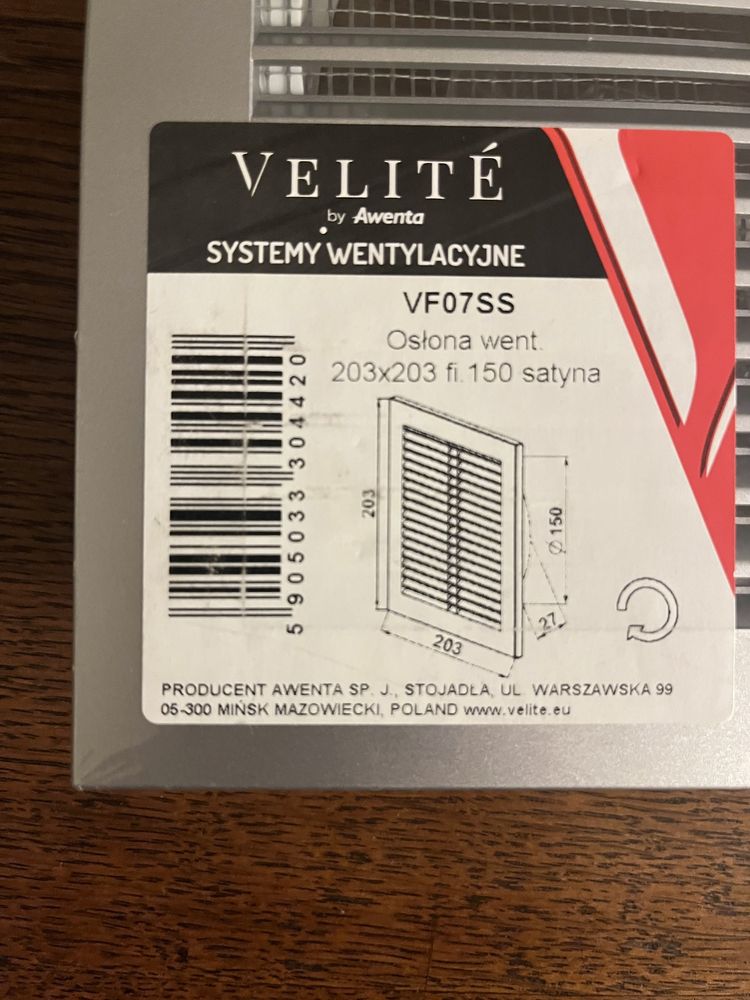 VELITÉ
by Awenta
SYSTEMY WENTYLACYJNE
VF07SS
Osłona went.
203x203 fi.150 satyna
5 905033 304420
203
Ø 150
27
203
PRODUCENT AWENTA SP. J., STOJADŁA, UL. WARSZAWSKA 99
05-300 MIŃSK MAZOWIECKI, POLAND www.velite.eu